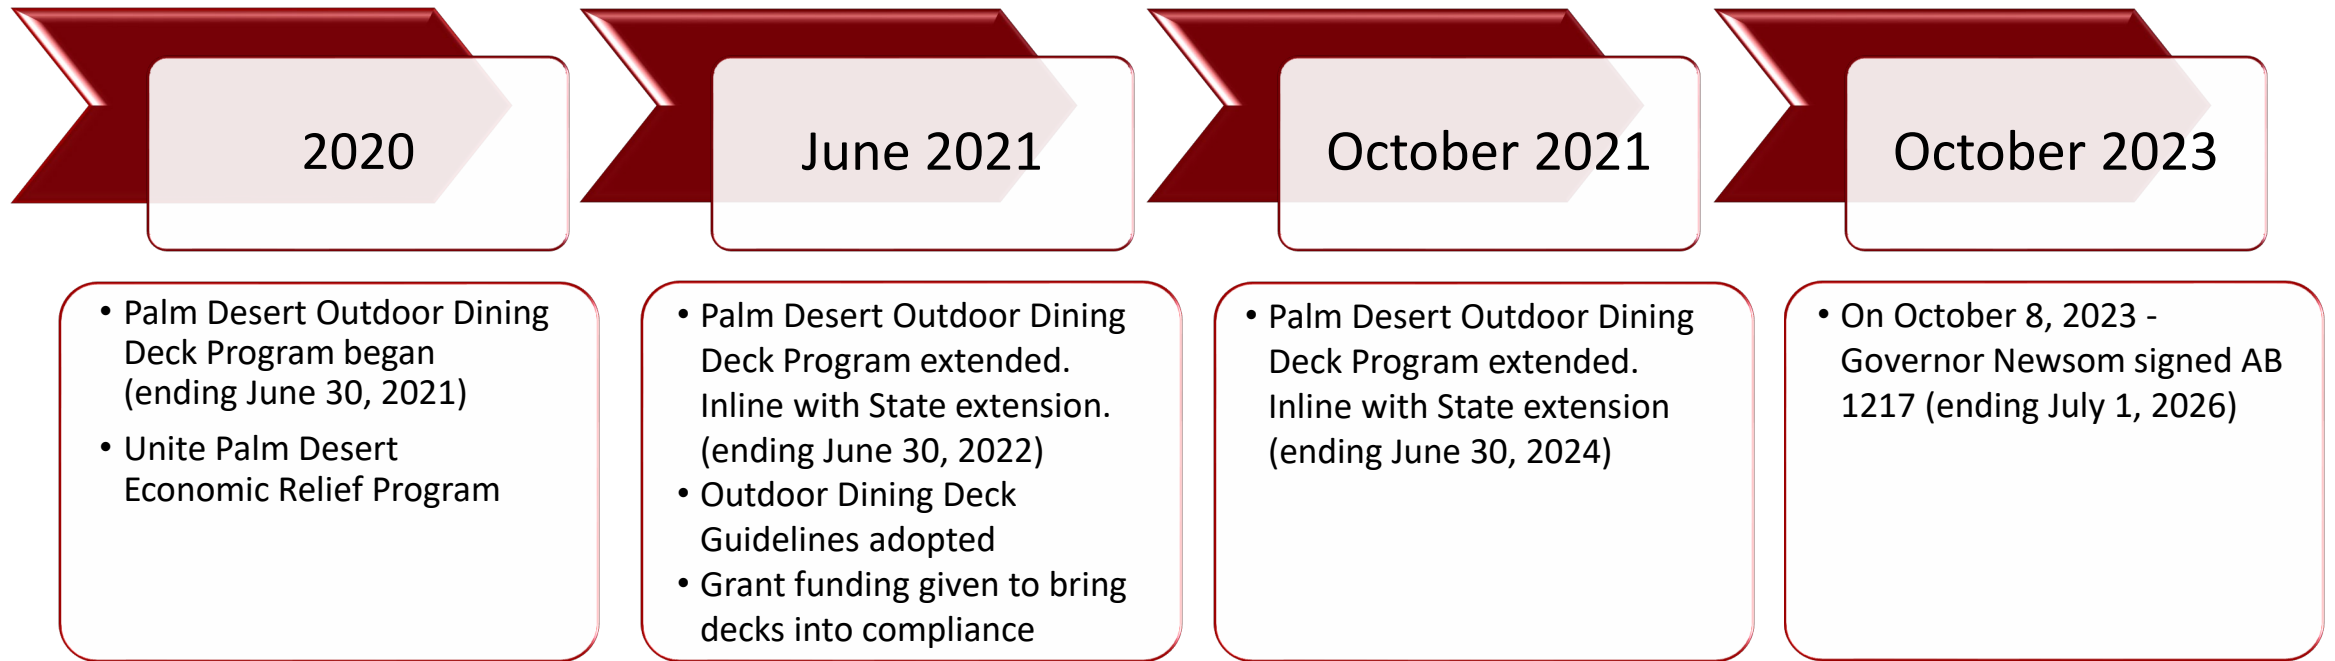 2020
• Palm Desert Outdoor Dining
Deck Program began
(ending June 30, 2021)
• Unite Palm Desert
Economic Relief Program
June 2021
• Palm Desert Outdoor Dining
Deck Program extended.
Inline with State extension.
(ending June 30, 2022)
• Outdoor Dining Deck
Guidelines adopted
• Grant funding given to bring
decks into compliance
October 2021
• Palm Desert Outdoor Dining
Deck Program extended.
Inline with State extension
(ending June 30, 2024)
October 2023
• On October 8, 2023 -
Governor Newsom signed AB
1217 (ending July 1, 2026)